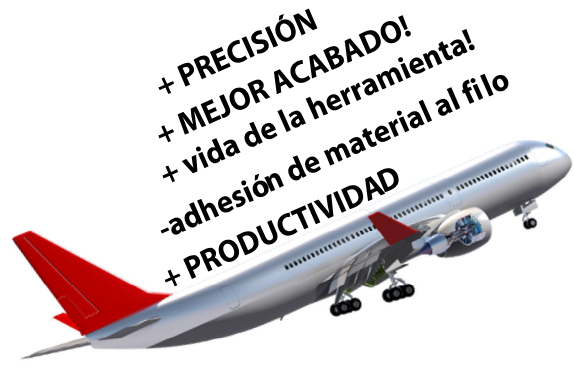 + PRECISIÓN
+ MEJOR ACABADO!
+ vida de la herramienta!
-adhesión de material al filo
+ PRODUCTIVIDAD